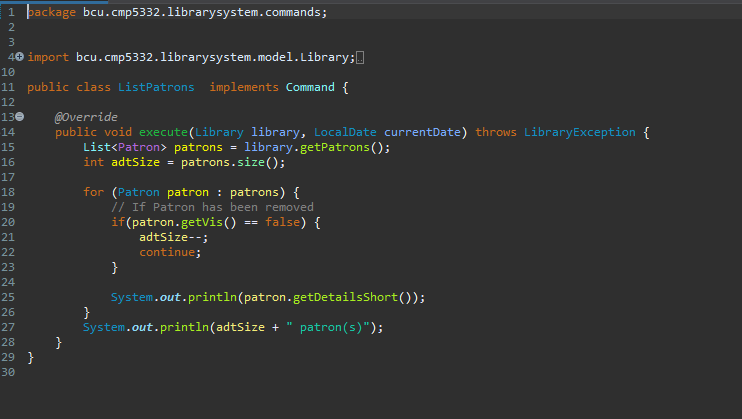 1 package bcu.cmp5332.librarysystem.commands;
2
3
4 import bcu.cmp5332.librarysystem.model.Library;
10
11 public class ListPatrons  implements Command {
12
13     @Override
14     public void execute(Library library, LocalDate currentDate) throws LibraryException {
15         List<Patron> patrons = library.getPatrons();
16         int adtSize = patrons.size();
17
18         for (Patron patron : patrons) {
19             // If Patron has been removed
20             if(patron.getVis() == false) {
21                 adtSize--;
22                 continue;
23             }
24
25             System.out.println(patron.getDetailsShort());
26         }
27         System.out.println(adtSize + " patron(s)");
28     }
29 }
30